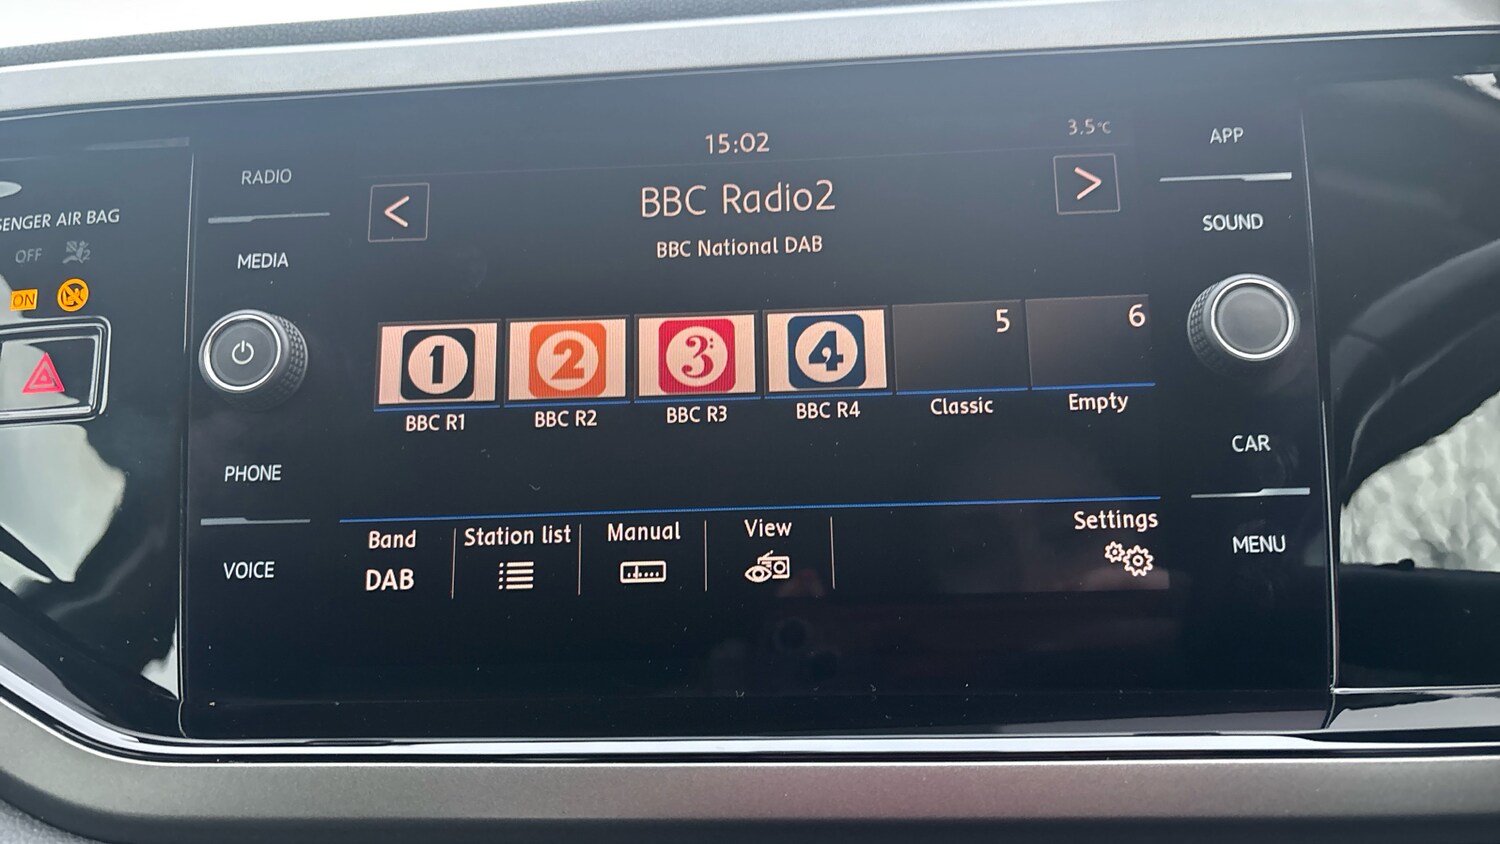 15:02
3.5°C
BBC Radio2
BBC National DAB
1
2
3
4
5
6
BBC R1
BBC R2
BBC R3
BBC R4
Classic
Empty
Band
DAB
Station list
Manual
View
Settings
RADIO
MEDIA
PHONE
VOICE
APP
SOUND
CAR
MENU
SENGER AIR BAG
OFF
2
ON